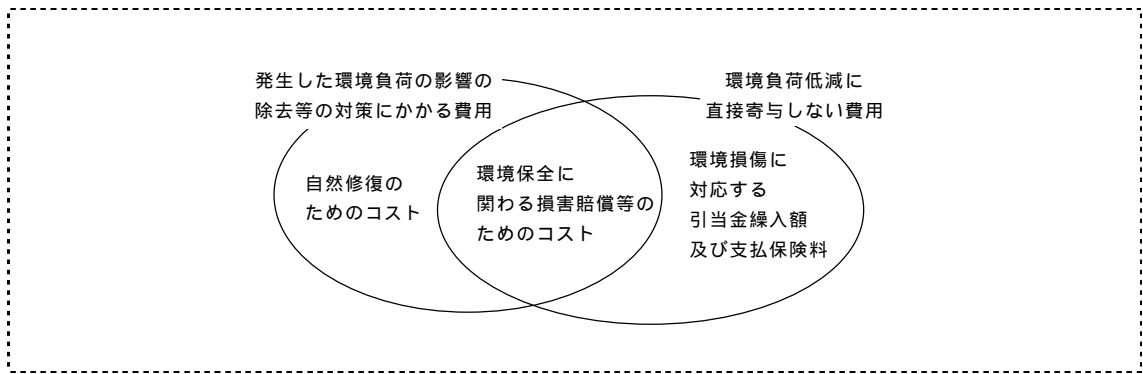 発生した環境負荷の影響の
除去等の対策にかかる費用
環境負荷低減に
直接寄与しない費用
自然修復の
ためのコスト
環境保全に
関わる損害賠償等の
ためのコスト
環境損傷に
対応する
引当金繰入額
及び支払保険料